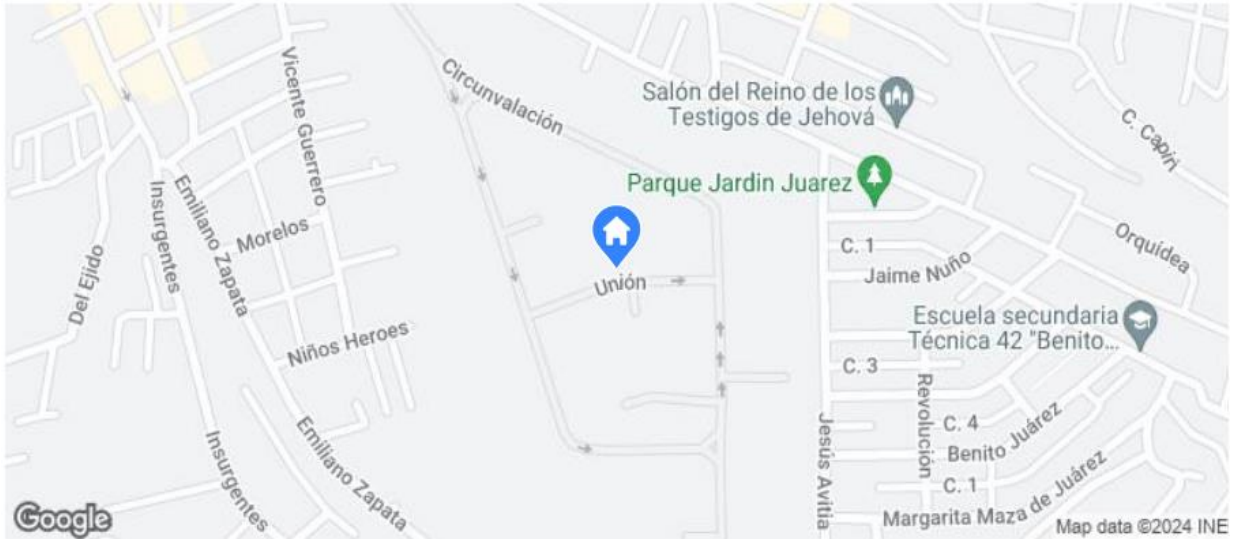 Circunvalación
Vicente Guerrero
Salón del Reino de los
Testigos de Jehová
C. Capiri
Parque Jardin Juarez
Insurgentes
Emiliano Zapata
Morelos
Del Ejido
Orquídea
C. 1
Jaime Nuño
Unión
Escuela secundaria
Técnica 42 "Benito...
Niños Heroes
C. 3
Revolución
C. 4
Jesús Avitia
Benito Juárez
Insurgentes
Emiliano Zapata
C. 1
Margarita Maza de Juárez
Google
Map data ©2024 INE